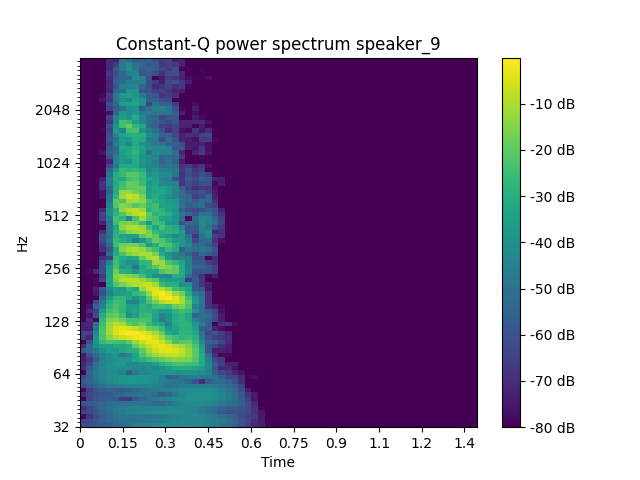 Constant-Q power spectrum speaker_9
Hz
2048
1024
512
256
128
64
32
0 0.15 0.3 0.45 0.6 0.75 0.9 1.1 1.2 1.4
Time
-10 dB
-20 dB
-30 dB
-40 dB
-50 dB
-60 dB
-70 dB
-80 dB